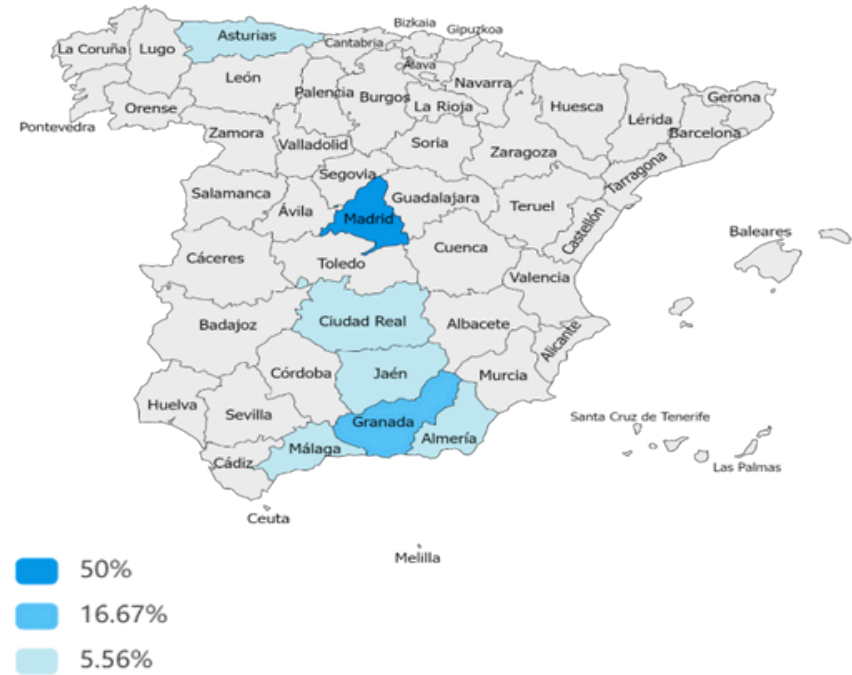 Bizkaia
Gipuzkoa
La Coruña
Lugo
Asturias
Cantabria
Álava
León
Palencia
Burgos
Navarra
La Rioja
Huesca
Lérida
Gerona
Barcelona
Pontevedra
Orense
Zamora
Valladolid
Soria
Zaragoza
Tarragona
Segovia
Salamanca
Ávila
Madrid
Guadalajara
Teruel
Castellón
Baleares
Cáceres
Toledo
Cuenca
Valencia
Badajoz
Ciudad Real
Albacete
Alicante
Córdoba
Jaén
Murcia
Huelva
Sevilla
Granada
Almería
Málaga
Cádiz
Santa Cruz de Tenerife
Las Palmas
Ceuta
Melilla
50%
16.67%
5.56%